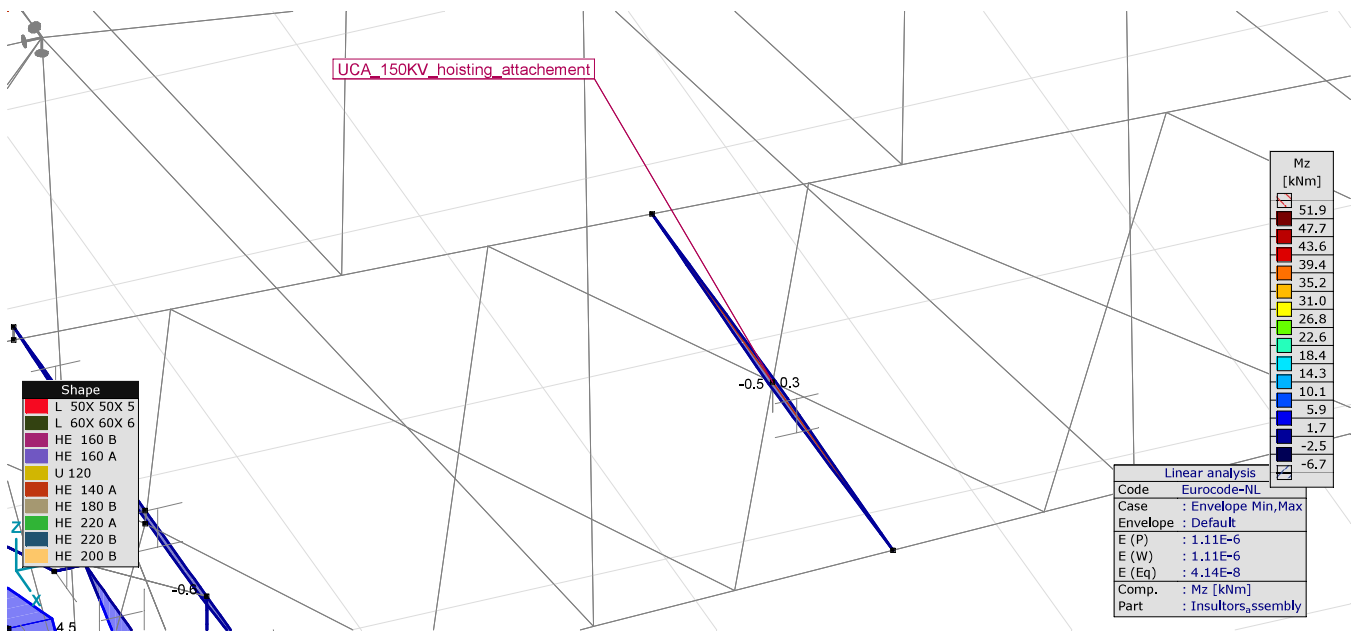 UCA_150KV_hoisting_attachement
Mz
[kNm]
51.9
47.7
43.6
39.4
35.2
31.0
26.8
22.6
18.4
14.3
10.1
5.9
1.7
-2.5
-6.7
-0.5
0.3
Shape
L 50X 50X 5
L 60X 60X 6
HE 160 B
HE 160 A
U 120
HE 140 A
HE 180 B
HE 220 A
HE 220 B
HE 200 B
Z
X
-0.6
4.5
Linear analysis
Code Eurocode-NL
Case : Envelope Min,Max
Envelope : Default
E (P) : 1.11E-6
E (W) : 1.11E-6
E (Eq) : 4.14E-8
Comp. : Mz [kNm]
Part : Insultors_assembly